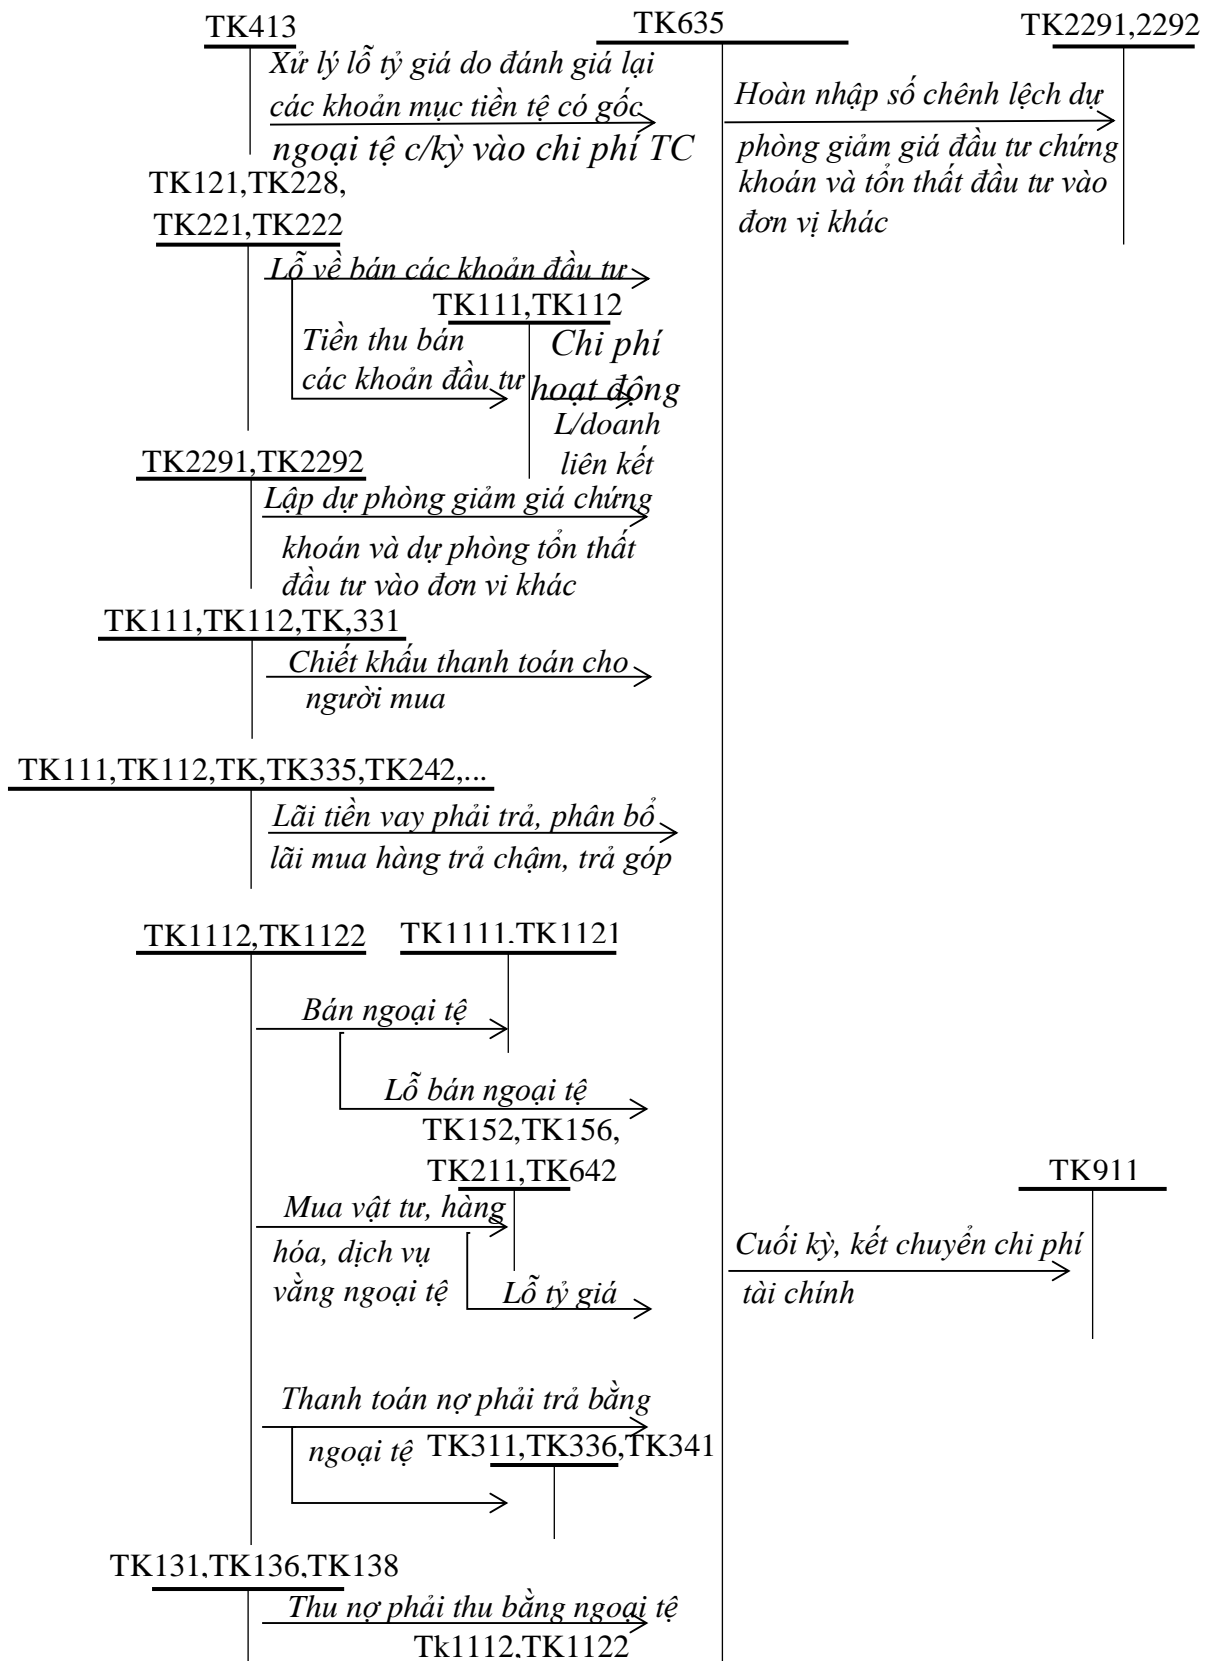 TK413
TK635
TK2291,2292
Xử lý lỗ tỷ giá do đánh giá lại
các khoản mục tiền tệ có gốc
ngoại tệ c/kỳ vào chi phí TC
Hoàn nhập số chênh lệch dự
phòng giảm giá đầu tư chứng
khoán và tổn thất đầu tư vào
đơn vị khác
TK121,TK228,
TK221,TK222
Lỗ về bán các khoản đầu tư
TK111,TK112
Tiền thu bán
các khoản đầu tư
Chi phí
hoạt động
L/doanh
liên kết
TK2291,TK2292
Lập dự phòng giảm giá chứng
khoán và dự phòng tổn thất
đầu tư vào đơn vi khác
TK111,TK112,TK,331
Chiết khấu thanh toán cho
người mua
TK111,TK112,TK,TK335,TK242,...
Lãi tiền vay phải trả, phân bổ
lãi mua hàng trả chậm, trả góp
TK1112,TK1122
TK1111,TK1121
Bán ngoại tệ
Lỗ bán ngoại tệ
TK152,TK156,
TK211,TK642
TK911
Mua vật tư, hàng
hóa, dịch vụ
vằng ngoại tệ
Lỗ tỷ giá
Cuối kỳ, kết chuyển chi phí
tài chính
Thanh toán nợ phải trả bằng
ngoại tệ
TK311,TK336,TK341
TK131,TK136,TK138
Thu nợ phải thu bằng ngoại tệ
Tk1112,TK1122